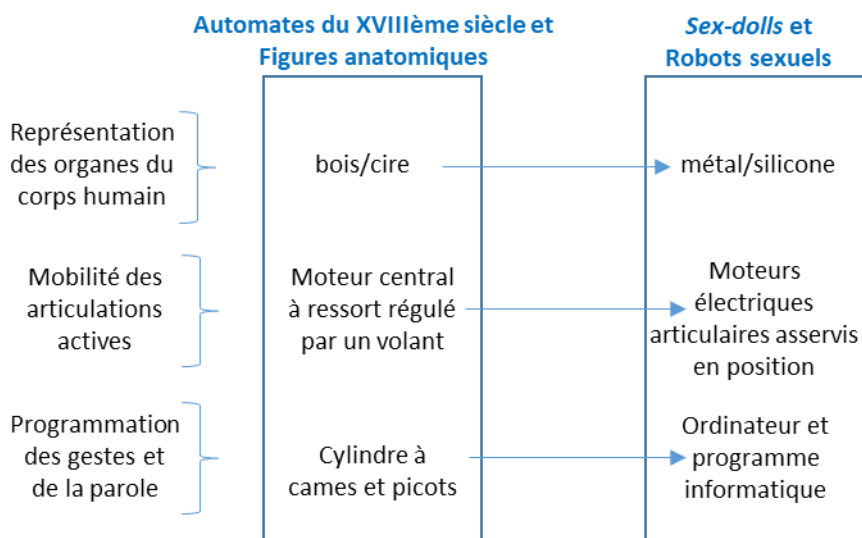 Automates du XVIIIème siècle et
Figures anatomiques
Sex-dolls et
Robots sexuels
Représentation
des organes du
corps humain
bois/cire
métal/silicone
Mobilité des
articulations
actives
Moteur central
à ressort régulé
par un volant
Moteurs
électriques
articulaires asservis
en position
Programmation
des gestes et
de la parole
Cylindre à
cames et picots
Ordinateur et
programme
informatique